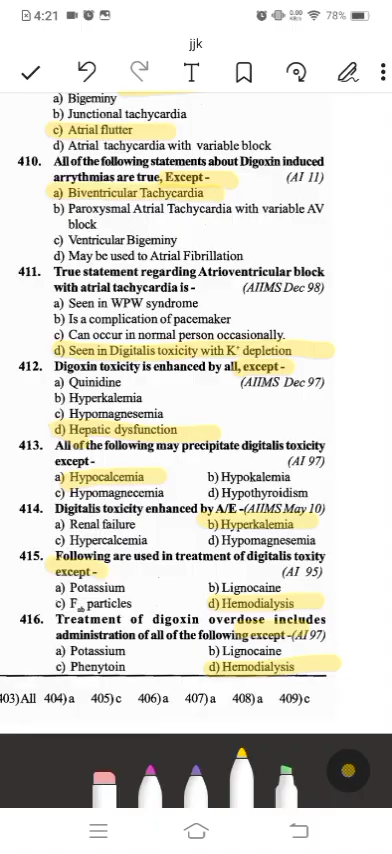 4:21 0.00 KB/s 78%
jjk
T
a) Bigeminy
b) Junctional tachycardia
c) Atrial flutter
d) Atrial tachycardia with variable block
410. All of the following statements about Digoxin induced
arrythmias are true, Except - (AI 11)
a) Biventricular Tachycardia
b) Paroxysmal Atrial Tachycardia with variable AV
block
c) Ventricular Bigeminy
d) May be used to Atrial Fibrillation
411. True statement regarding Atrioventricular block
with atrial tachycardia is - (AIIMS Dec 98)
a) Seen in WPW syndrome
b) Is a complication of pacemaker
c) Can occur in normal person occasionally.
d) Seen in Digitalis toxicity with K+ depletion
412. Digoxin toxicity is enhanced by all, except -
a) Quinidine (AIIMS Dec 97)
b) Hyperkalemia
c) Hypomagnesemia
d) Hepatic dysfunction
413. All of the following may precipitate digitalis toxicity
except - (AI 97)
a) Hypocalcemia b) Hypokalemia
c) Hypomagnecemia d) Hypothyroidism
414. Digitalis toxicity enhanced by A/E -(AIIMS May 10)
a) Renal failure b) Hyperkalemia
c) Hypercalcemia d) Hypomagnesemia
415. Following are used in treatment of digitalis toxity
except - (AI 95)
a) Potassium b) Lignocaine
c) Fab particles d) Hemodialysis
416. Treatment of digoxin overdose includes
administration of all of the following except -(AI 97)
a) Potassium b) Lignocaine
c) Phenytoin d) Hemodialysis
403) All 404) a 405) c 406) a 407) a 408) a 409) c